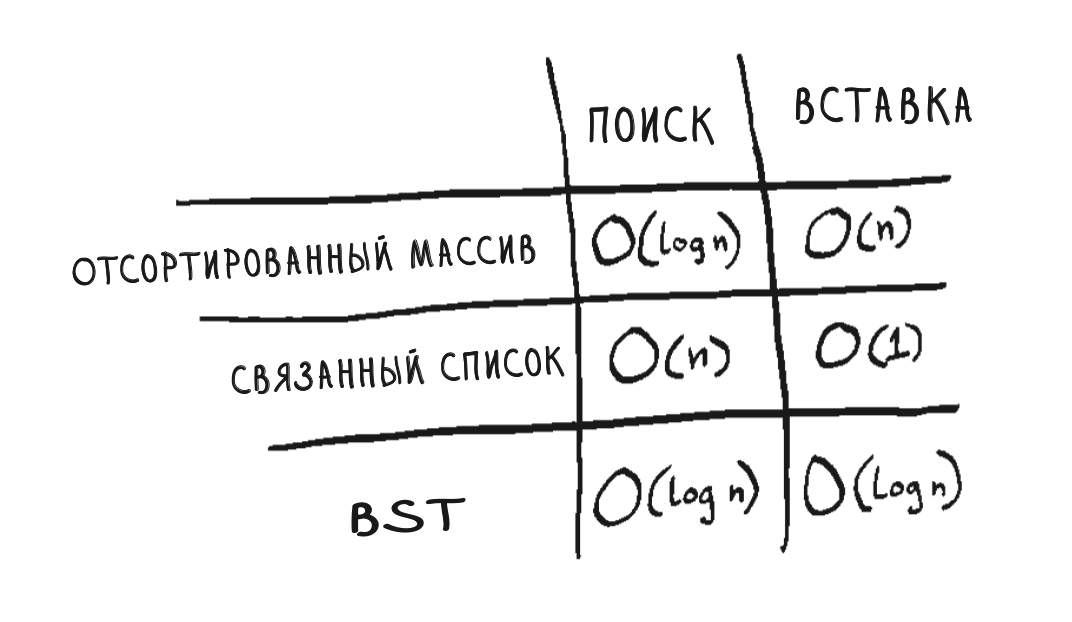 ПОИСК ВСТАВКА
ОТСОРТИРОВАННЫЙ МАССИВ O(log n) O(n)
СВЯЗАННЫЙ СПИСОК O(n) O(1)
BST O(log n) O(log n)